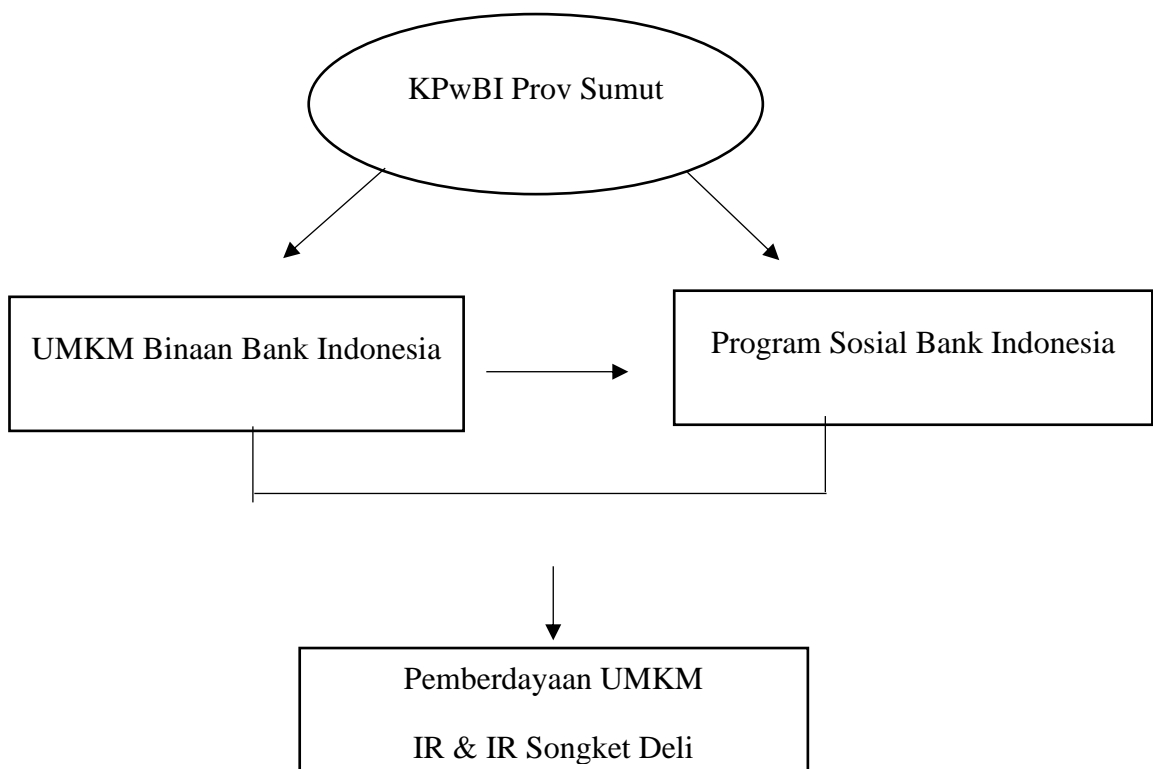 KPwBI Prov Sumut
UMKM Binaan Bank Indonesia
Program Sosial Bank Indonesia
Pemberdayaan UMKM
IR & IR Songket Deli